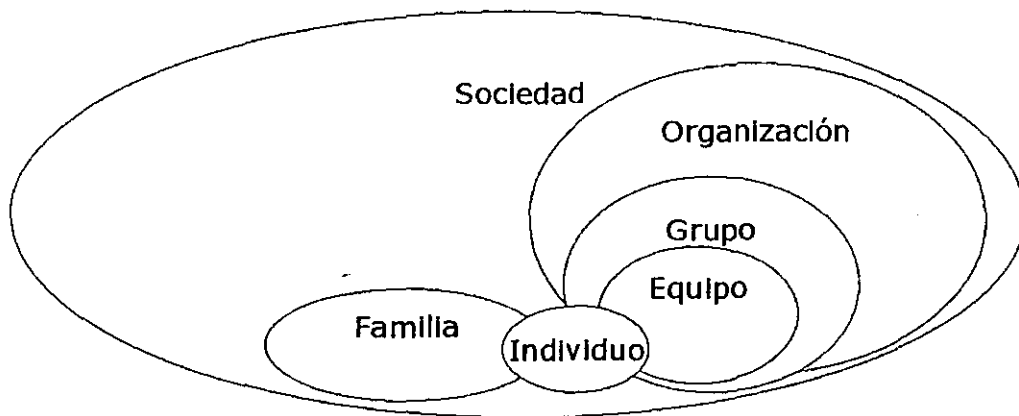 Sociedad
Organización
Grupo
Equipo
Familia
Individuo